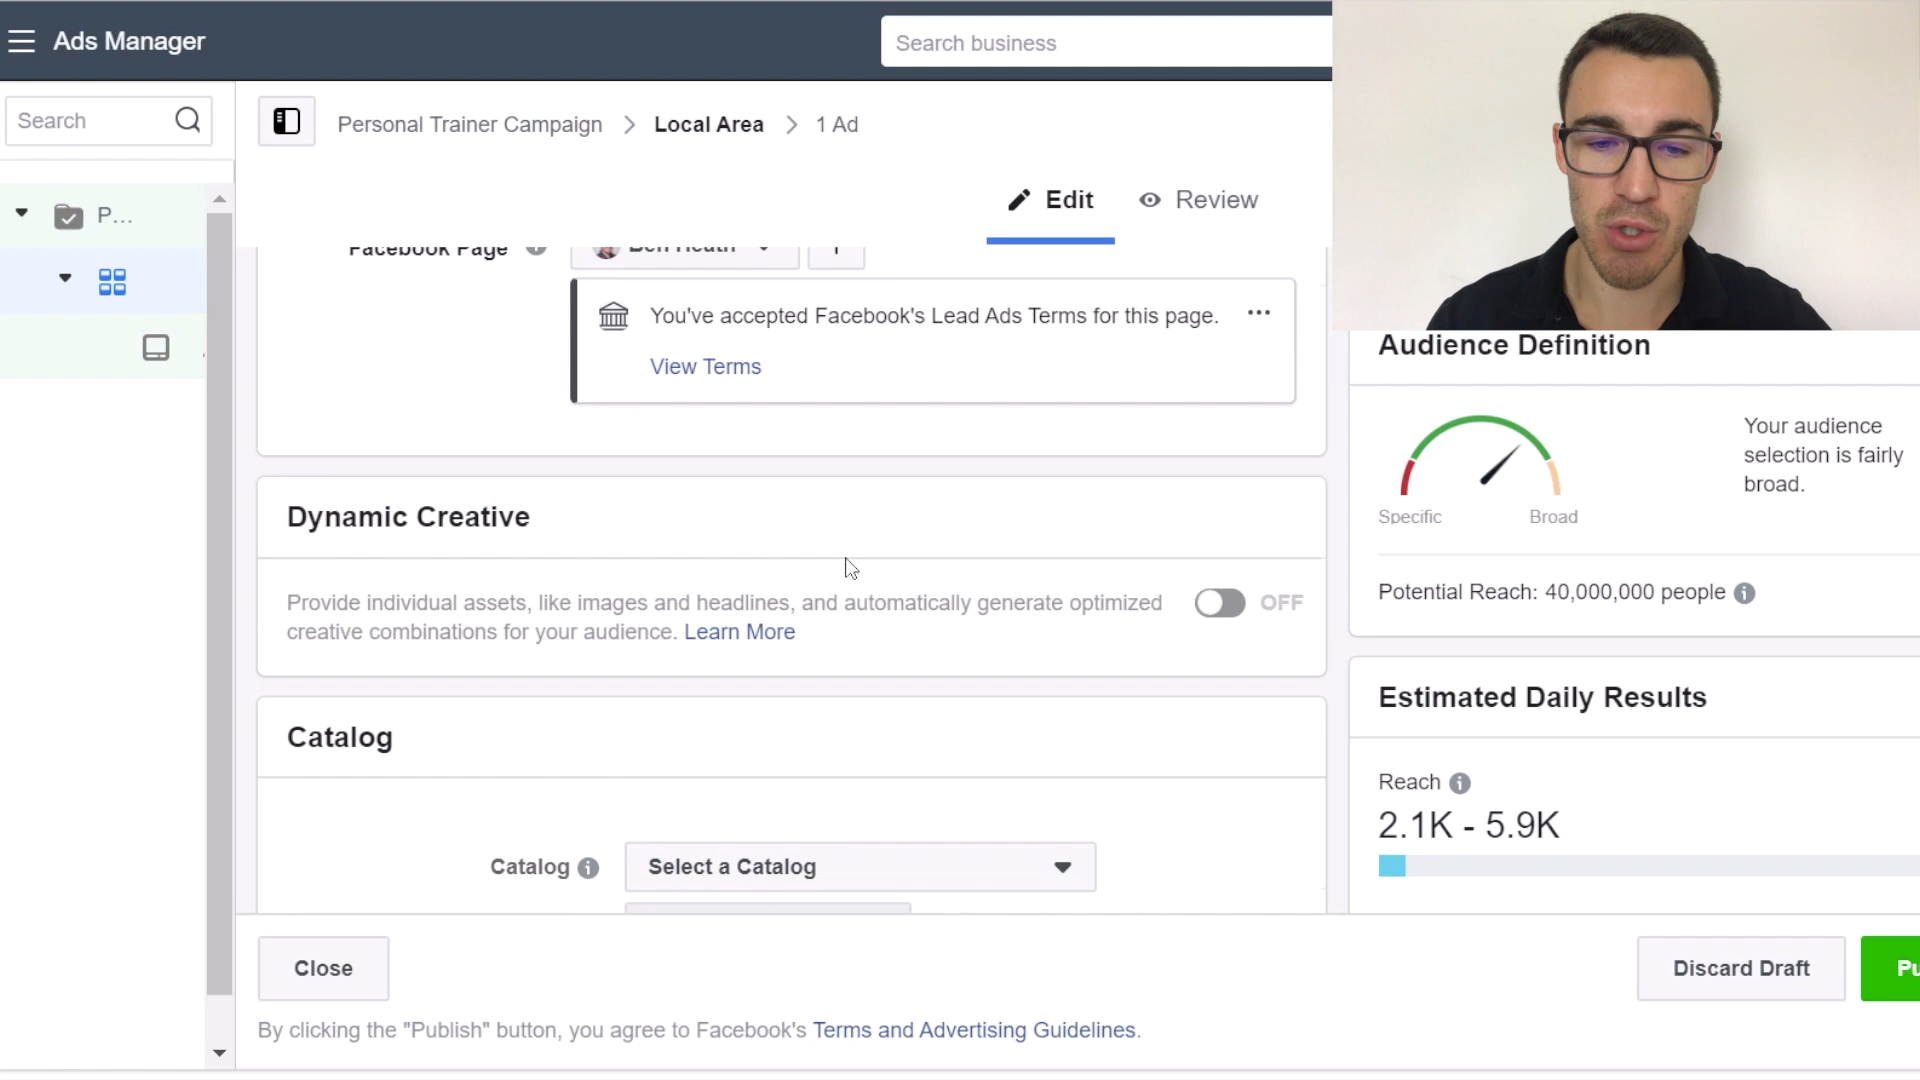 Ads Manager
Search business
Search
Personal Trainer Campaign > Local Area > 1 Ad
P...
Edit
Review
Facebook Page
Ben Heath
You've accepted Facebook's Lead Ads Terms for this page.
View Terms
Audience Definition
Your audience
selection is fairly
broad.
Specific
Broad
Potential Reach: 40,000,000 people
Dynamic Creative
Provide individual assets, like images and headlines, and automatically generate optimized
creative combinations for your audience. Learn More
OFF
Catalog
Catalog
Select a Catalog
Estimated Daily Results
Reach
2.1K - 5.9K
Close
Discard Draft
Pu
By clicking the "Publish" button, you agree to Facebook's Terms and Advertising Guidelines.